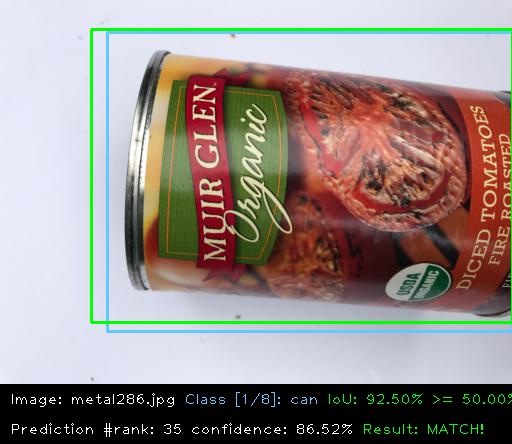 MUIR GLEN
Organic
DICED TOMATOES
FIRE ROASTED
USDA
ORGANIC
Image: metal286.jpg Class [1/8]: can IoU: 92.50% >= 50.00%
Prediction #rank: 35 confidence: 86.52% Result: MATCH!